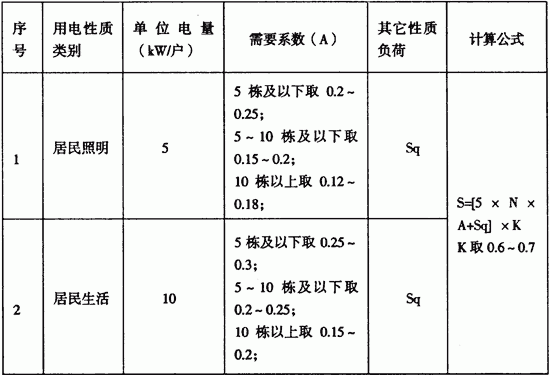 序号
用电性质类别
单位电量（kW/户）
需要系数（A）
其它性质负荷
计算公式
1
居民照明
5
5 栋及以下取 0.2～
0.25；
5～10 栋及以下取
0.15～0.2；
10 栋以上取 0.12～
0.18；
Sq
S=[5 × N ×
A+Sq] ×K
K 取 0.6～0.7
2
居民生活
10
5 栋及以下取 0.25～
0.3；
5～10 栋及以下取
0.2～0.25；
10 栋以上取 0.15～
0.2；
Sq